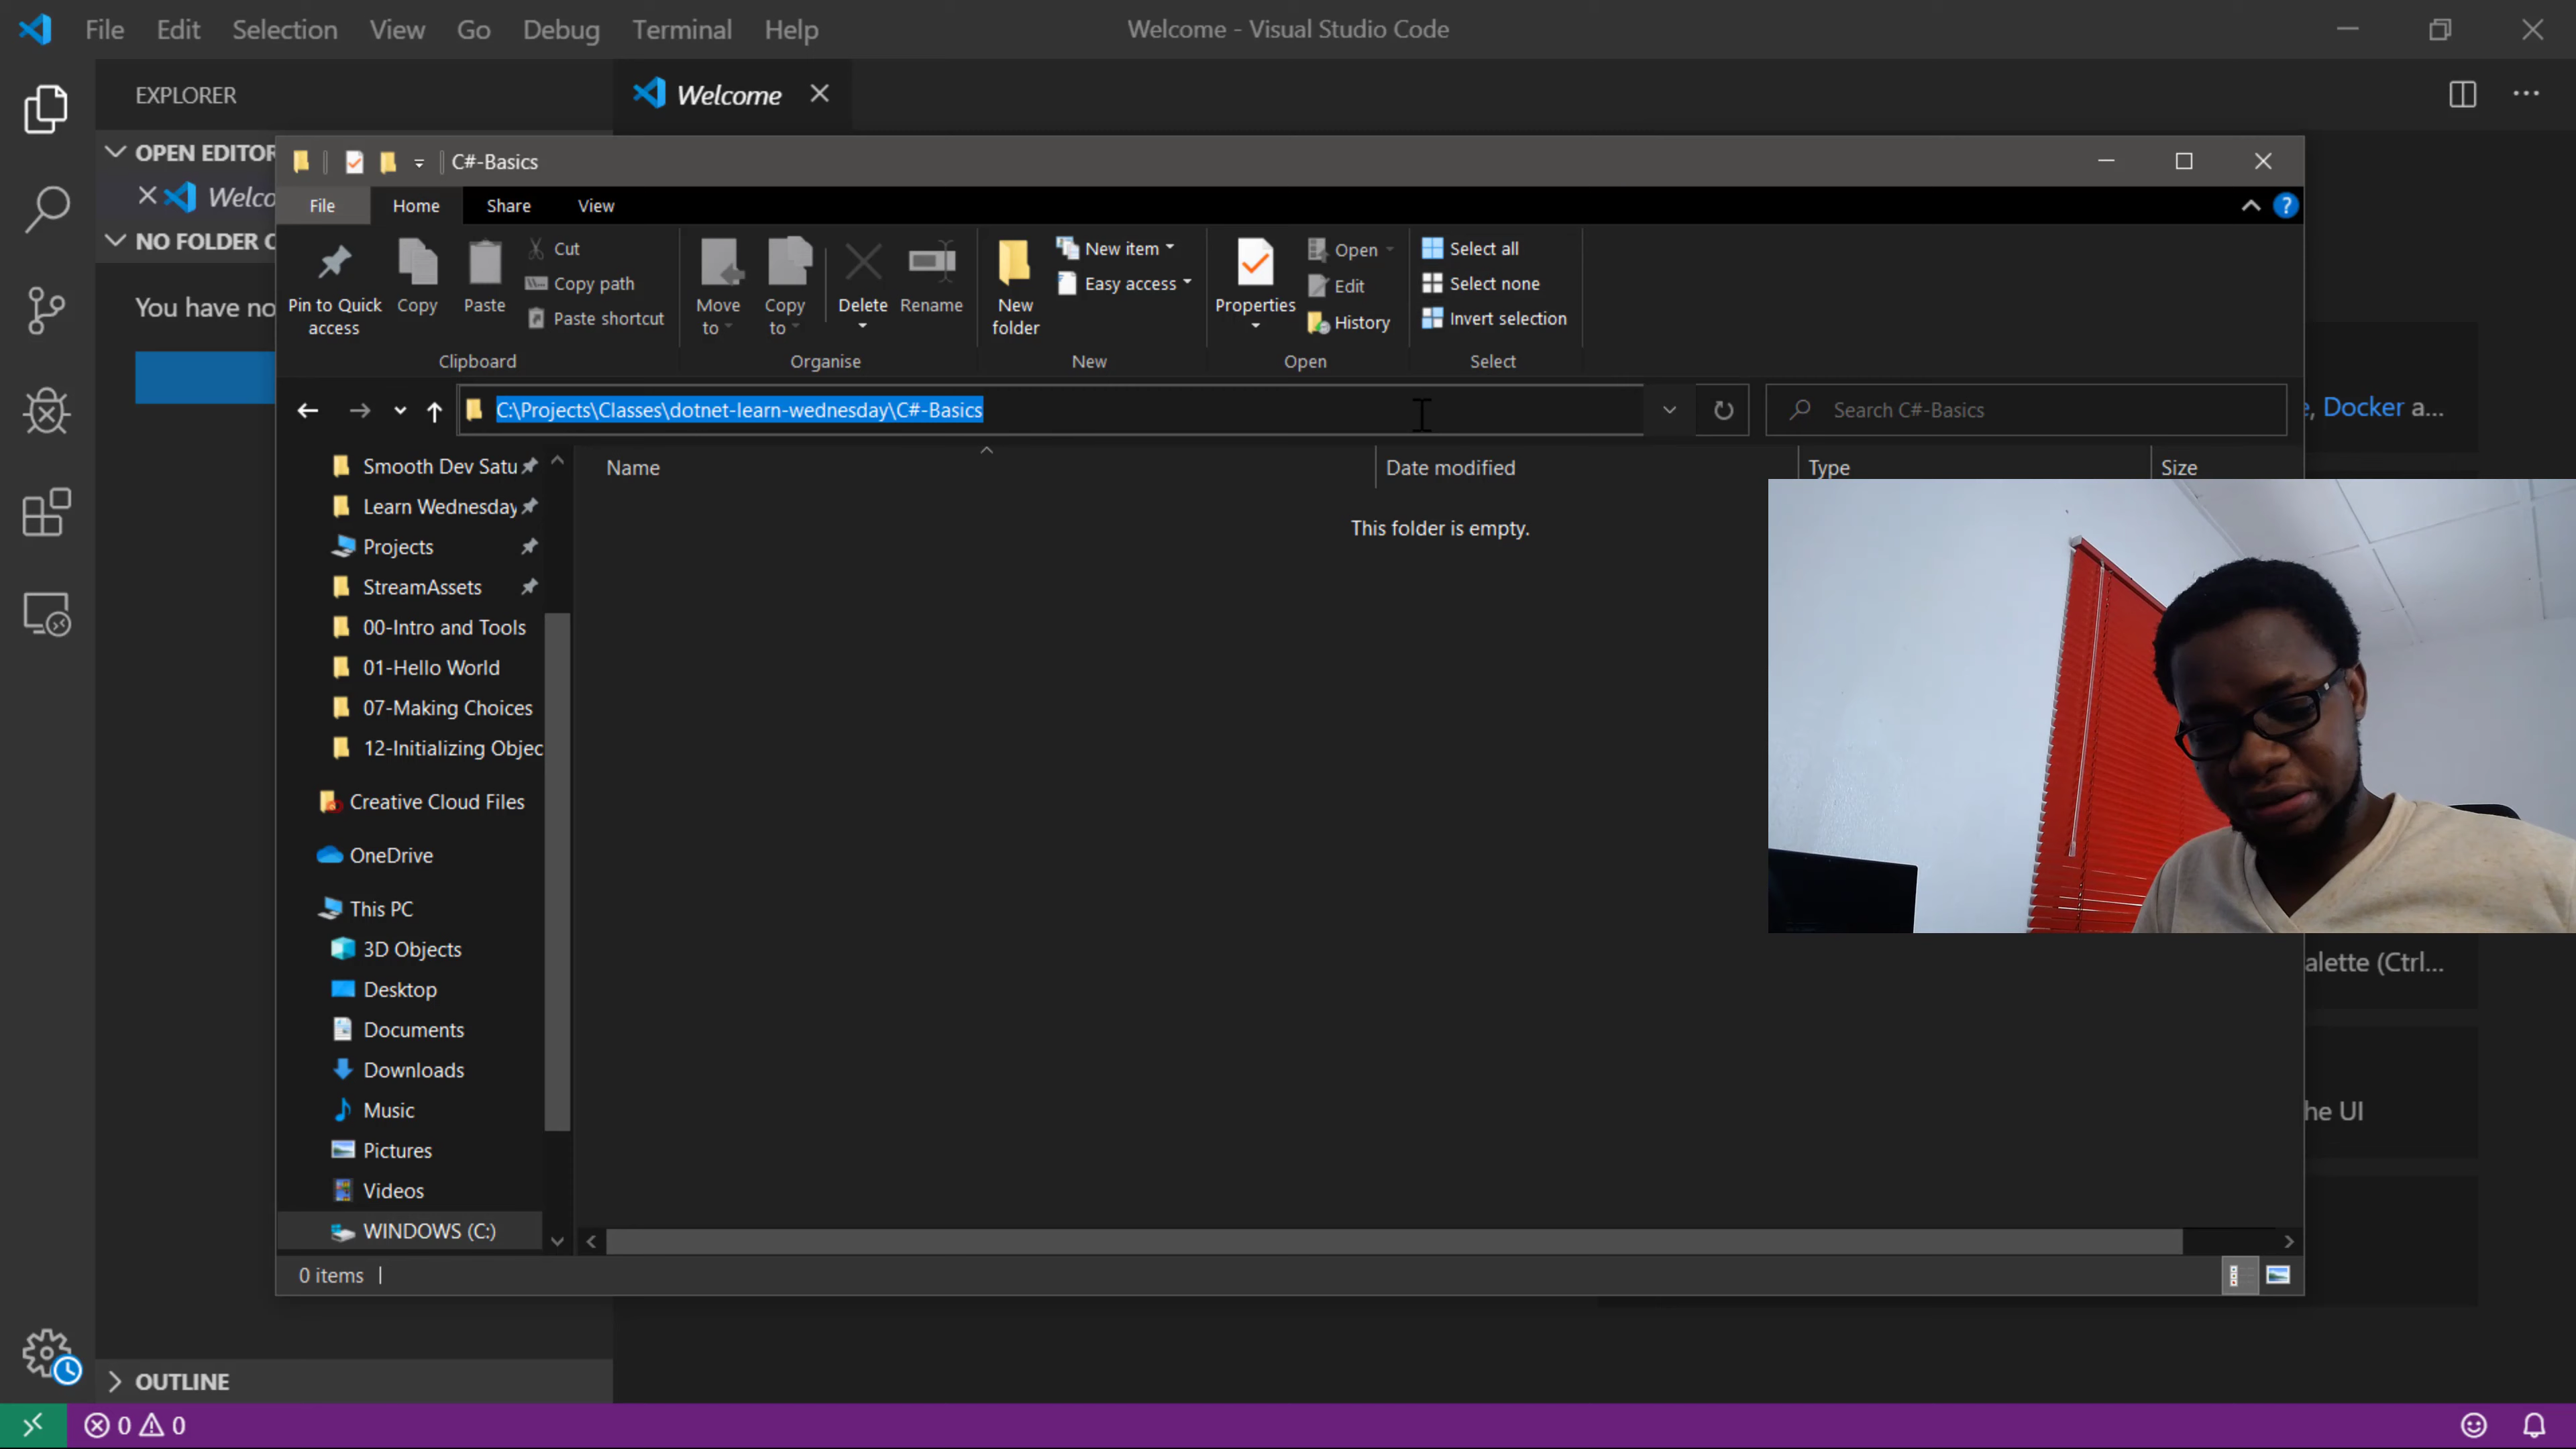 File Edit Selection View Go Debug Terminal Help Welcome - Visual Studio Code
EXPLORER
Welcome
OPEN EDITOR
Welco
NO FOLDER
You have no
C#-Basics
File Home Share View
Pin to Quick access
Copy
Paste
Cut
Copy path
Paste shortcut
Clipboard
Move to
Copy to
Delete
Rename
Organise
New folder
New item
Easy access
New
Properties
Open
Edit
History
Open
Select all
Select none
Invert selection
Select
C:\Projects\Classes\dotnet-learn-wednesday\C#-Basics
Search C#-Basics
, Docker a...
Name Date modified Type Size
This folder is empty.
Smooth Dev Satu
Learn Wednesday
Projects
StreamAssets
00-Intro and Tools
01-Hello World
07-Making Choices
12-Initializing Objec
Creative Cloud Files
OneDrive
This PC
3D Objects
Desktop
Documents
Downloads
Music
Pictures
Videos
WINDOWS (C:)
0 items
alette (Ctrl...
he UI
OUTLINE
0 0